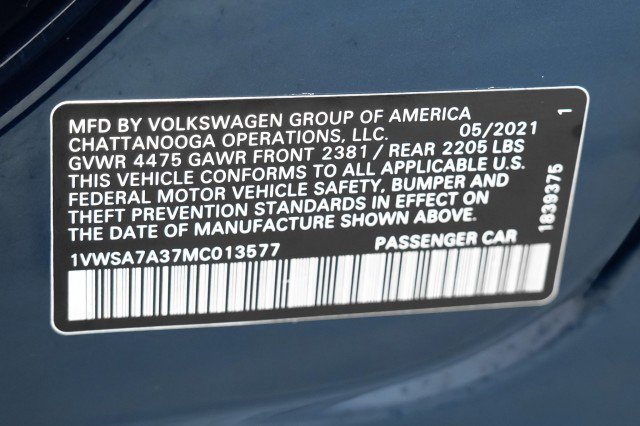 MFD BY VOLKSWAGEN GROUP OF AMERICA
CHATTANOOGA OPERATIONS, LLC. 05/2021
GVWR 4475 GAWR FRONT 2381 / REAR 2205 LBS
THIS VEHICLE CONFORMS TO ALL APPLICABLE U.S.
FEDERAL MOTOR VEHICLE SAFETY, BUMPER AND
THEFT PREVENTION STANDARDS IN EFFECT ON
THE DATE OF MANUFACTURE SHOWN ABOVE.
1VWSA7A37MC013577 PASSENGER CAR
1839375 1